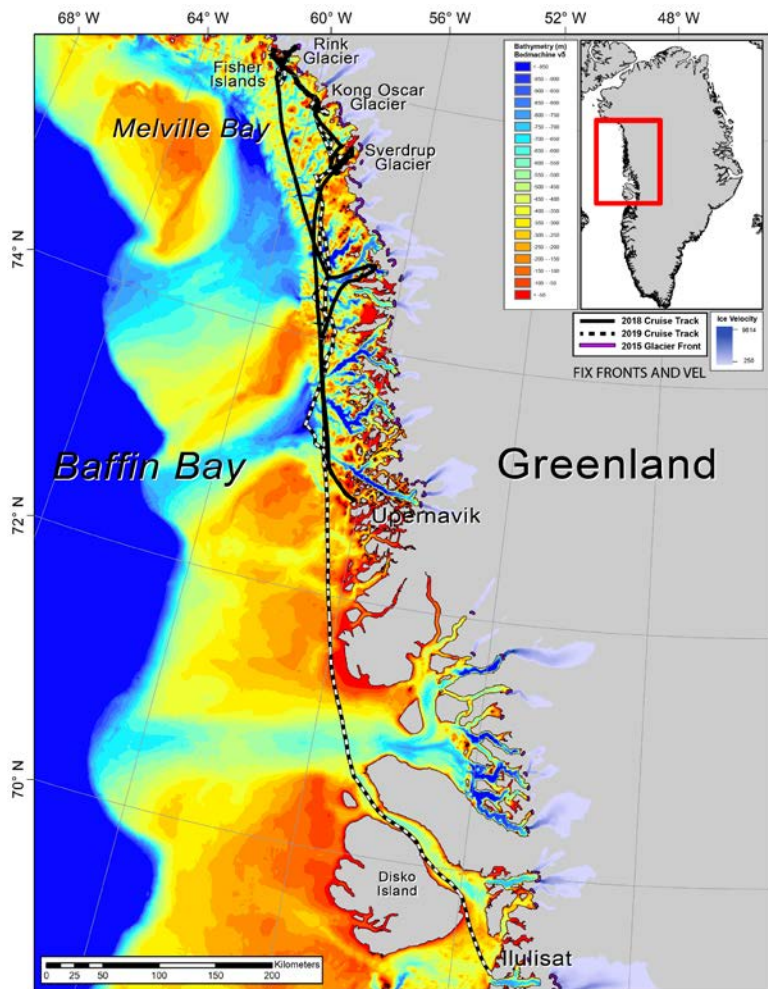 68° W
64° W
60° W
56° W
52° W
48° W
Rink
Glacier
Fisher
Islands
Kong Oscar
Glacier
Melville Bay
Sverdrup
Glacier
74° N
Bathymetry (m)
2018 Cruise Track
2019 Cruise Track
2015 Glacier Front
Ice Velocity
9814
250
FIX FRONTS AND VEL
Baffin Bay
Greenland
72° N
Upernavik
70° N
Disko
Island
Ilulisat
Kilometers
0 25 50 100 150 200